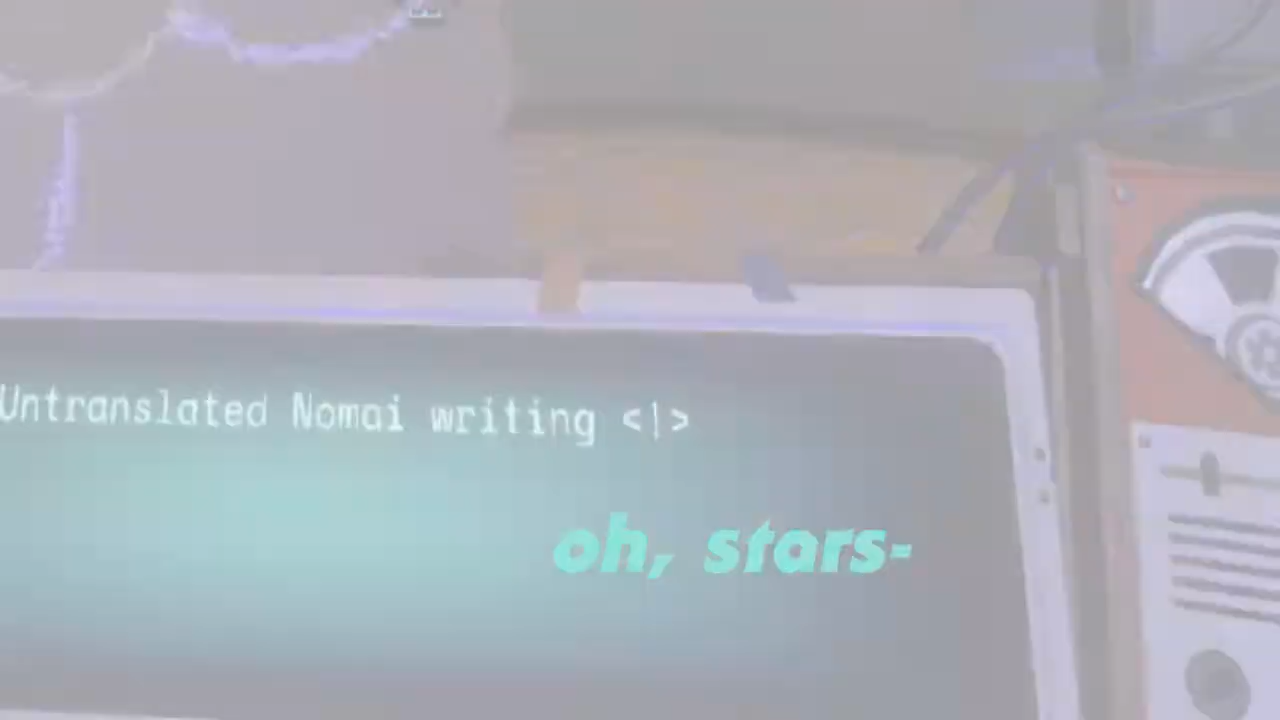 Untranslated Nomai writing <|>
oh, stars-